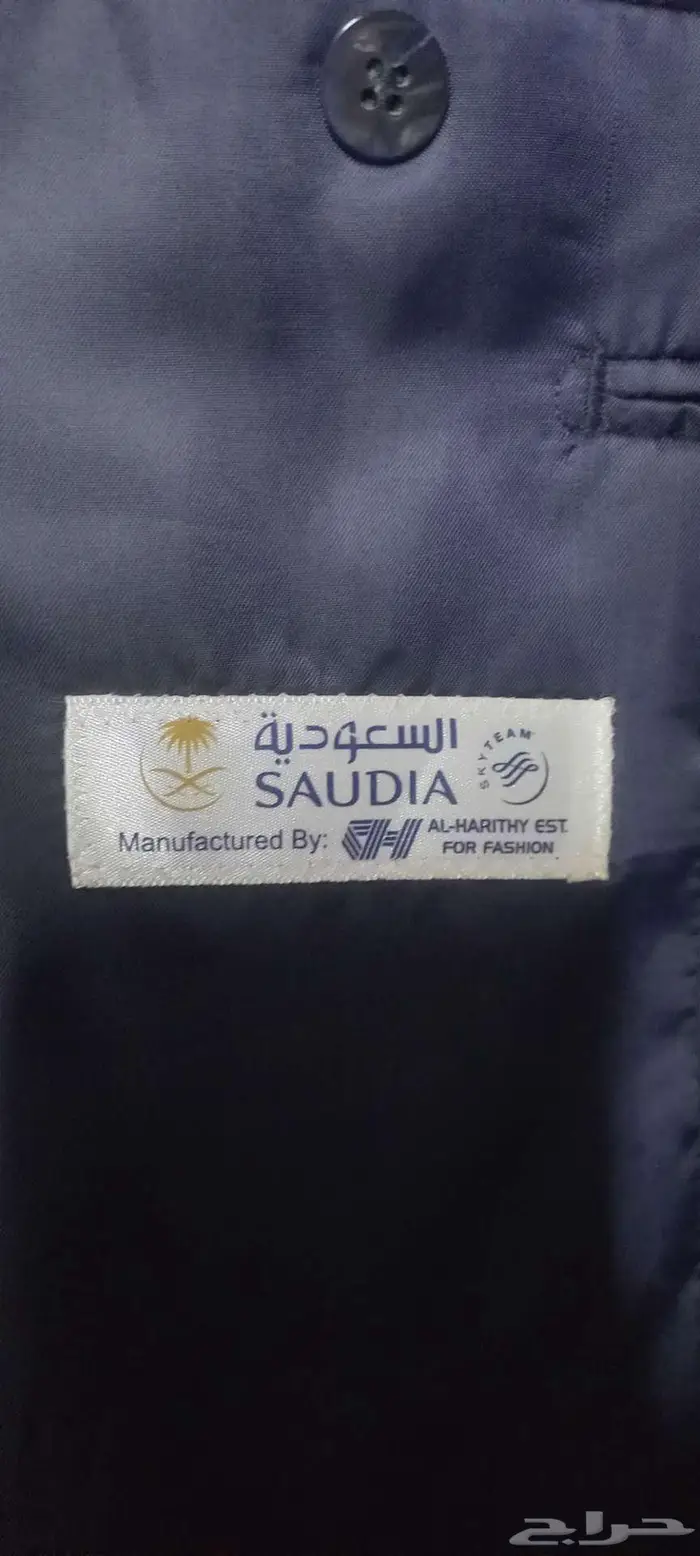 السعودية
SAUDIA
SKYTEAM
Manufactured By:
AL-HARITHY EST.
FOR FASHION
حراج